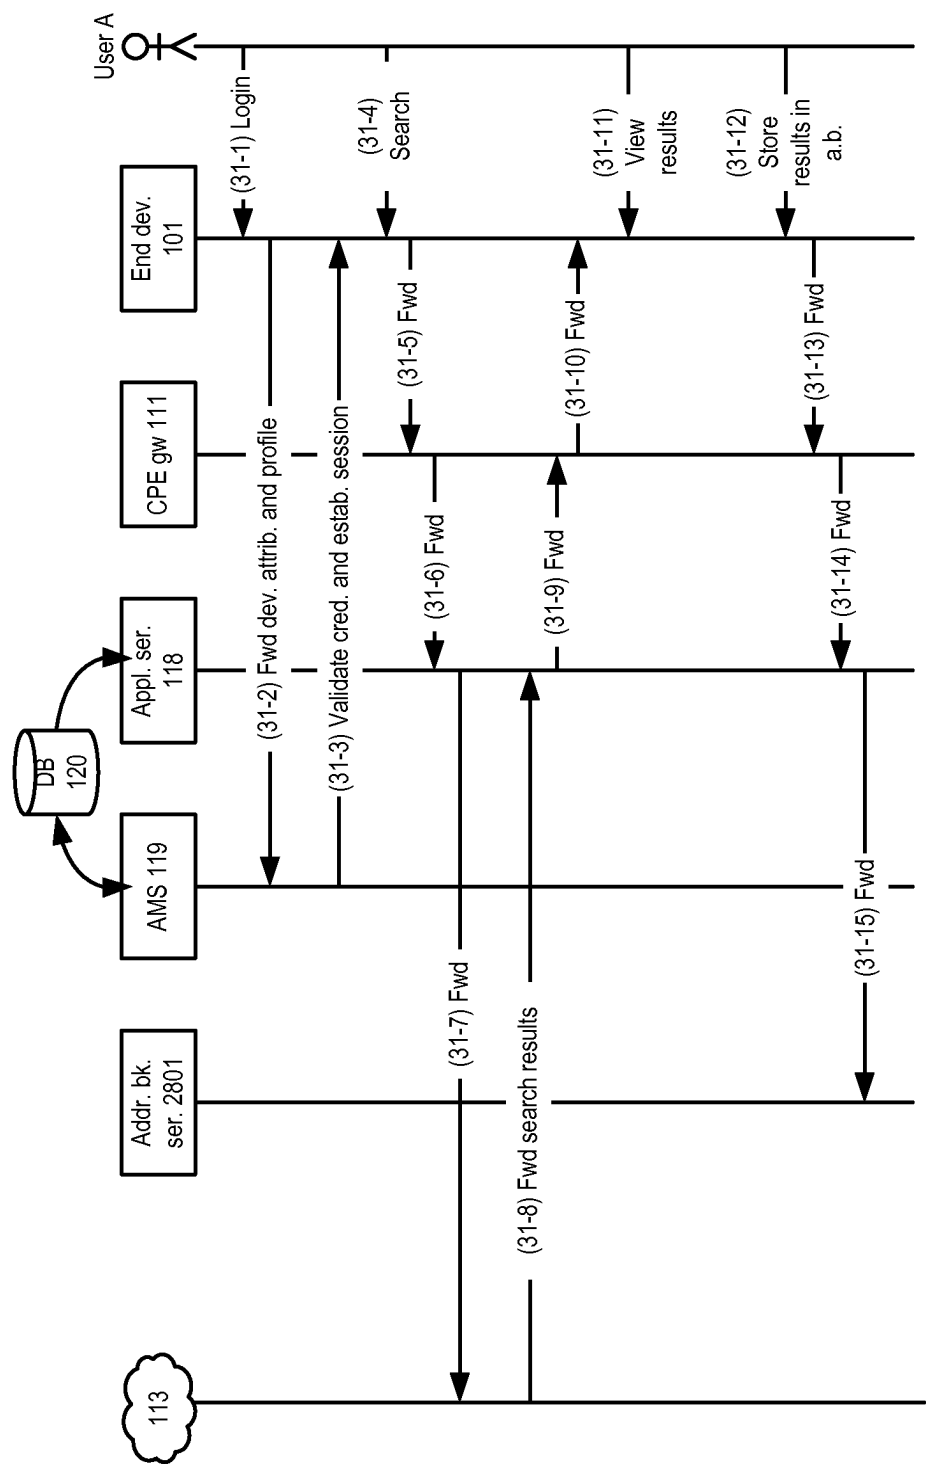 User A
End dev.
101
CPE gw 111
Appl. ser.
118
DB
120
AMS 119
Addr. bk.
ser. 2801
113
(31-1) Login
(31-2) Fwd dev. attrib. and profile
(31-3) Validate cred. and estab. session
(31-4)
Search
(31-5) Fwd
(31-6) Fwd
(31-7) Fwd
(31-8) Fwd search results
(31-9) Fwd
(31-10) Fwd
(31-11)
View
results
(31-12)
Store
results in
a.b.
(31-13) Fwd
(31-14) Fwd
(31-15) Fwd